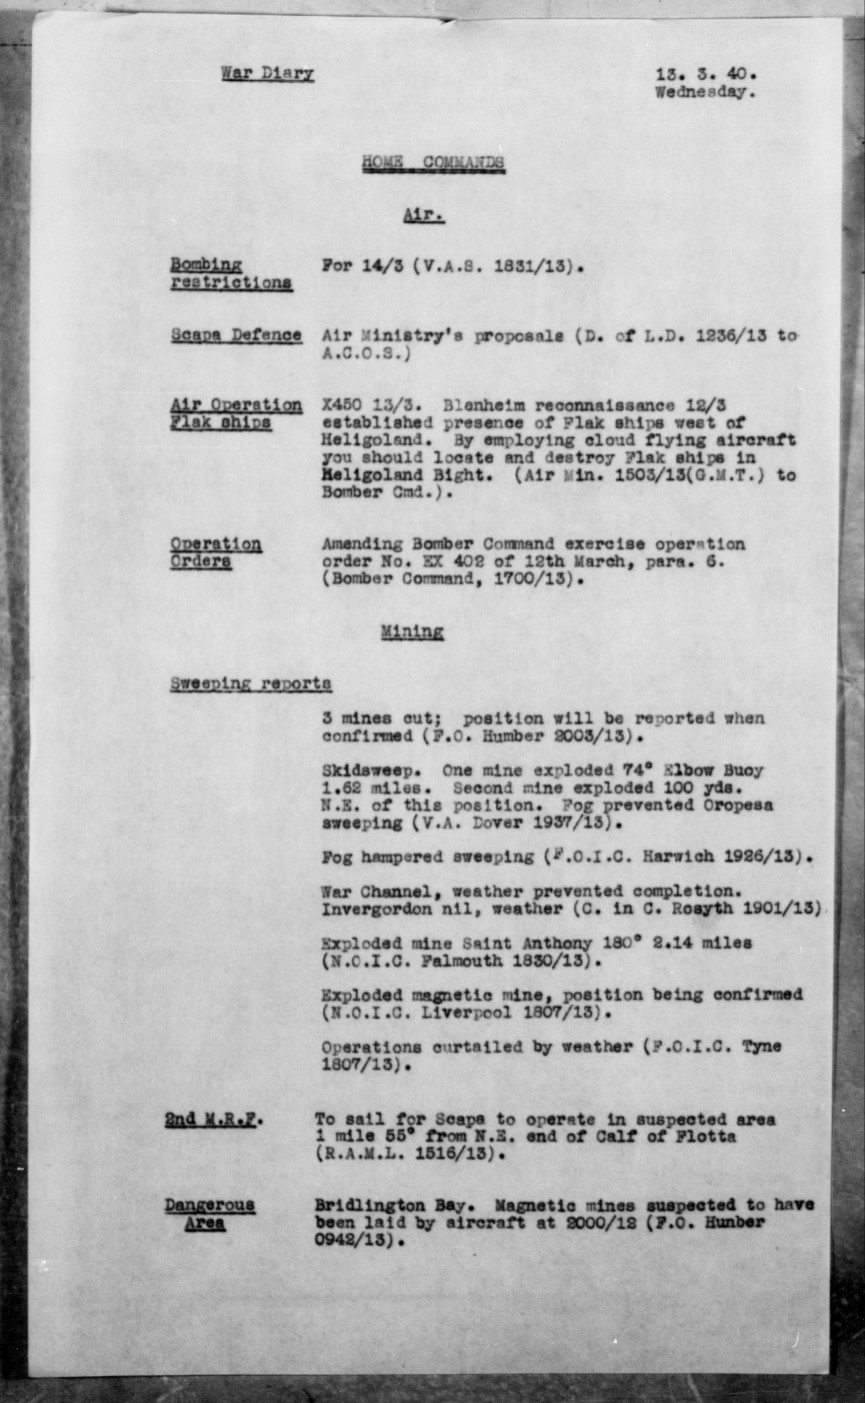 War Diary 13. 3. 40.
Wednesday.
HOME COMMANDS
Air.
Bombing For 14/3 (V.A.S. 1831/13).
restrictions
Scapa Defence Air Ministry's proposals (D. of L.D. 1236/13 to
A.C.O.S.)
Air Operation X450 13/3. Blenheim reconnaissance 12/3
Flak ships established presence of Flak ships west of
Heligoland. By employing cloud flying aircraft
you should locate and destroy Flak ships in
Heligoland Bight. (Air Min. 1503/13(G.M.T.) to
Bomber Cmd.).
Operation Amending Bomber Command exercise operation
Orders order No. EX 402 of 12th March, para. 6.
(Bomber Command, 1700/13).
Mining
Sweeping reports
3 mines cut; position will be reported when
confirmed (F.O. Humber 2003/13).
Skidsweep. One mine exploded 74° Elbow Buoy
1.62 miles. Second mine exploded 100 yds.
N.E. of this position. Fog prevented Oropesa
sweeping (V.A. Dover 1937/13).
Fog hampered sweeping (F.O.I.C. Harwich 1926/13).
War Channel, weather prevented completion.
Invergordon nil, weather (C. in C. Rosyth 1901/13)
Exploded mine Saint Anthony 180° 2.14 miles
(N.O.I.C. Falmouth 1830/13).
Exploded magnetic mine, position being confirmed
(N.O.I.C. Liverpool 1807/13).
Operations curtailed by weather (F.O.I.C. Tyne
1807/13).
2nd M.R.F. To sail for Scapa to operate in suspected area
1 mile 55° from N.E. end of Calf of Flotta
(R.A.M.L. 1516/13).
Dangerous Bridlington Bay. Magnetic mines suspected to have
Area been laid by aircraft at 2000/12 (F.O. Hunber
0942/13).